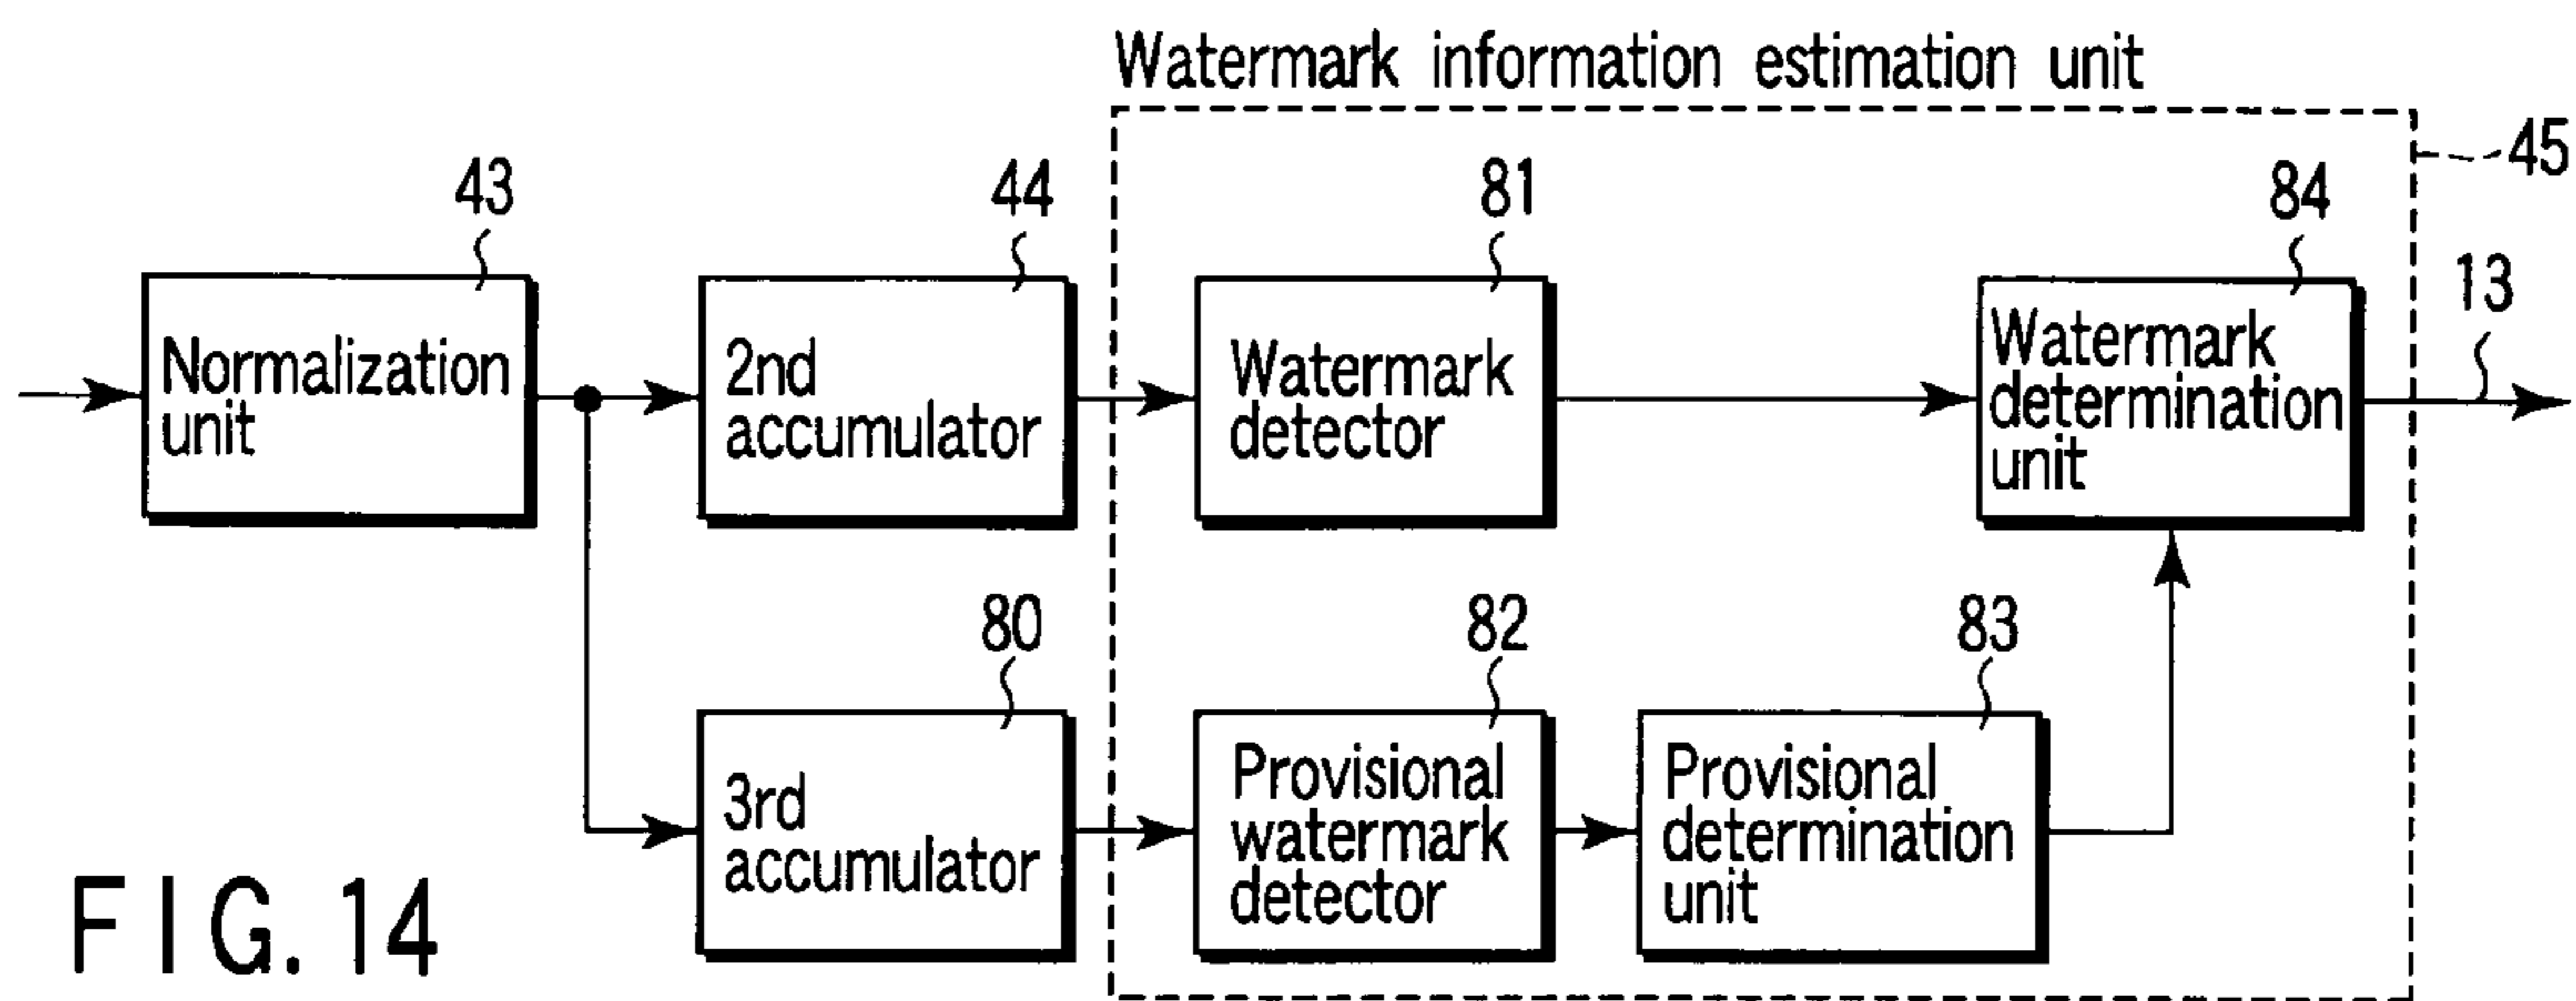 Watermark information estimation unit
45
43
44
81
84
13
Normalization
unit
2nd
accumulator
Watermark
detector
Watermark
determination
unit
80
82
83
3rd
accumulator
Provisional
watermark
detector
Provisional
determination
unit
FIG. 14